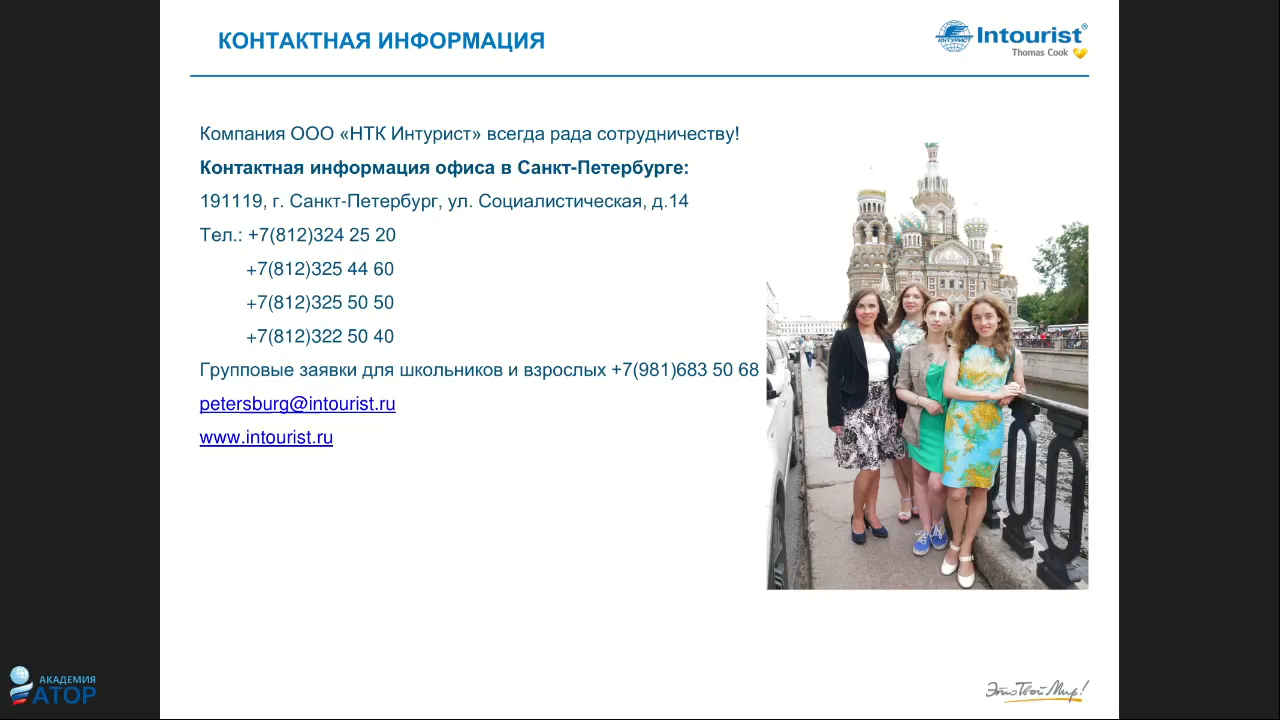 КОНТАКТНАЯ ИНФОРМАЦИЯ
ИНТУРИСТ
Intourist®
Thomas Cook
Компания ООО «НТК Интурист» всегда рада сотрудничеству!
Контактная информация офиса в Санкт-Петербурге:
191119, г. Санкт-Петербург, ул. Социалистическая, д.14
Тел.: +7(812)324 25 20
+7(812)325 44 60
+7(812)325 50 50
+7(812)322 50 40
Групповые заявки для школьников и взрослых +7(981)683 50 68
petersburg@intourist.ru
www.intourist.ru
АКАДЕМИЯ
АТОР
Это Твой Мир!